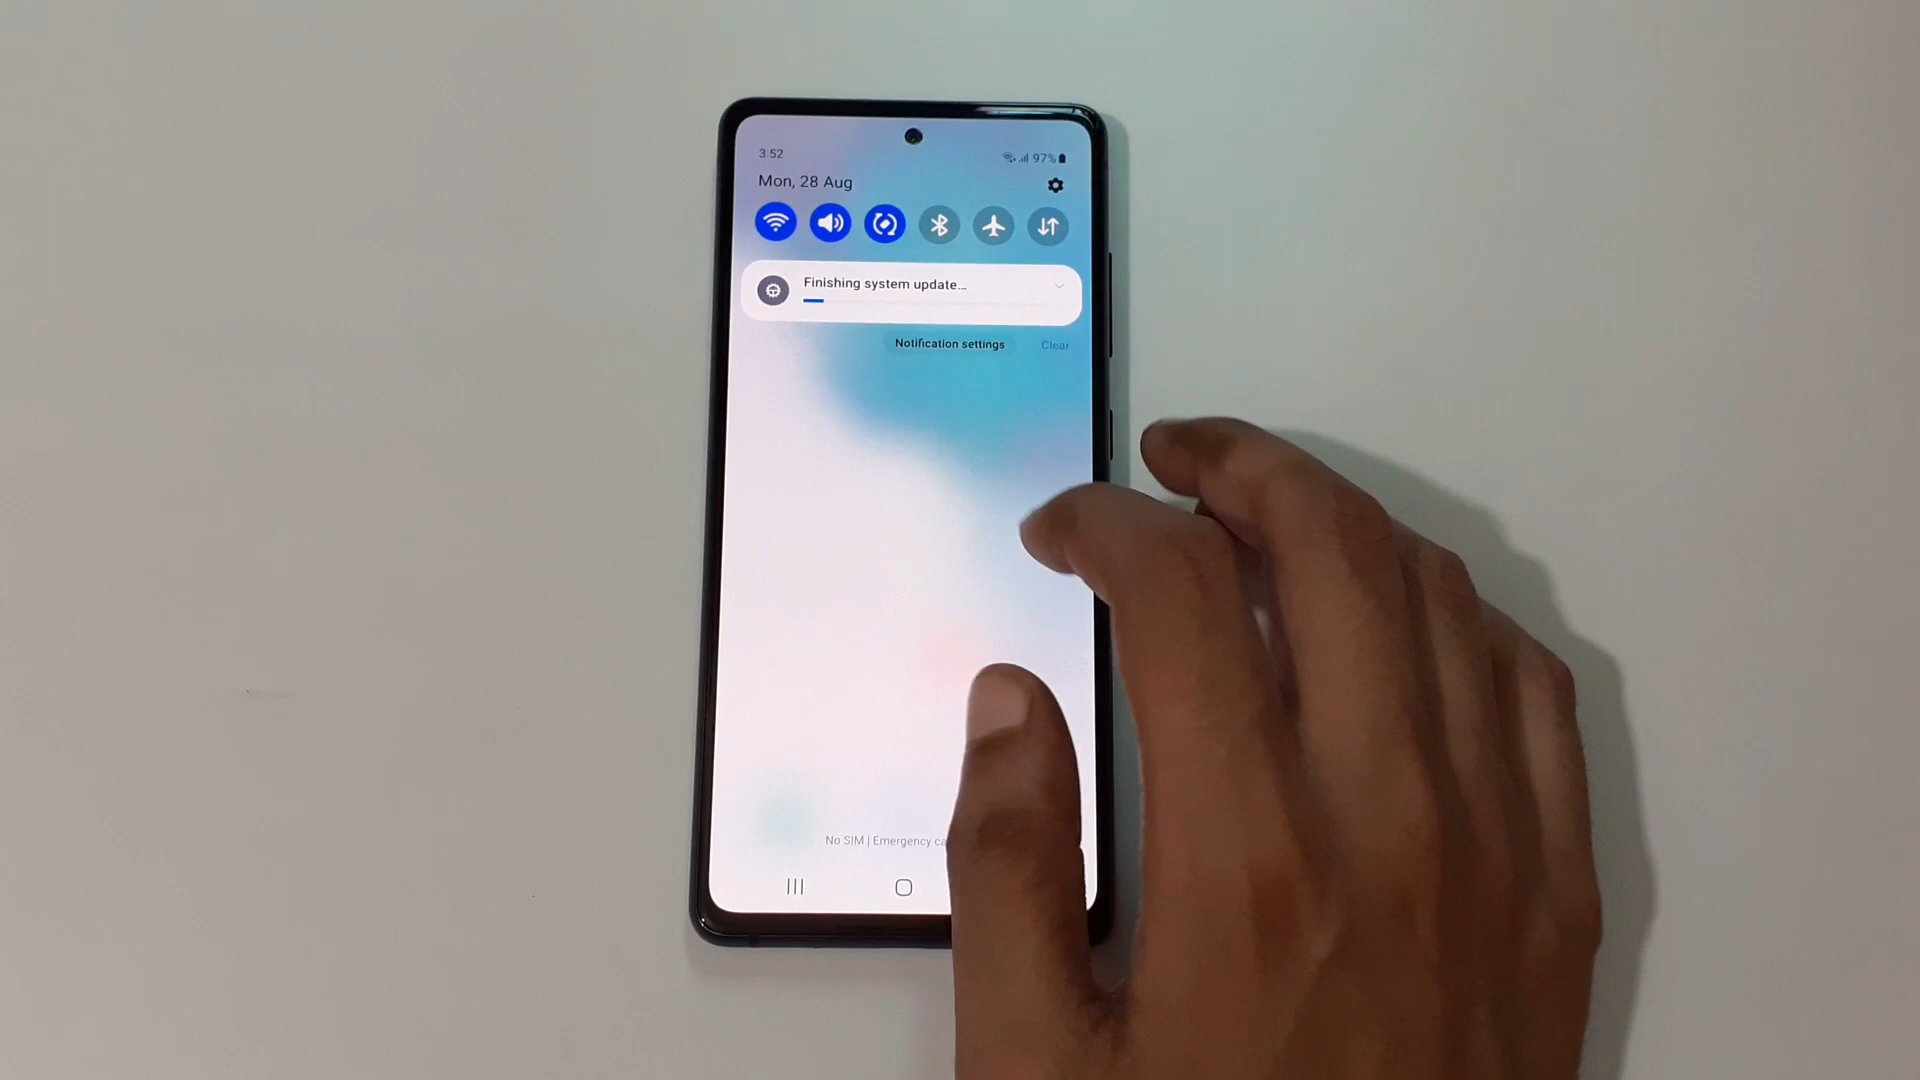 3:52
97%
Mon, 28 Aug
Finishing system update...
Notification settings
Clear
No SIM | Emergency ca